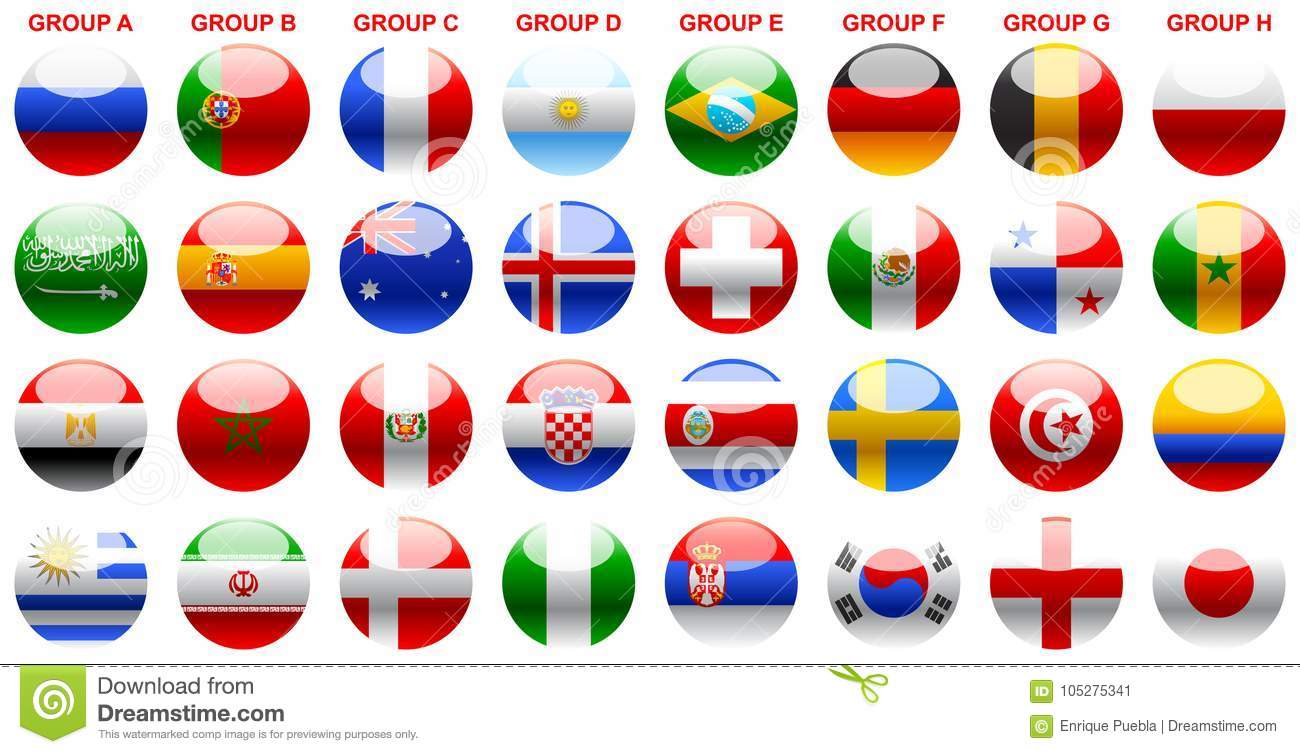 GROUP A GROUP B GROUP C GROUP D GROUP E GROUP F GROUP G GROUP H
Download from
Dreamstime.com
This watermarked comp image is for previewing purposes only.
ID 105275341
© Enrique Puebla | Dreamstime.com